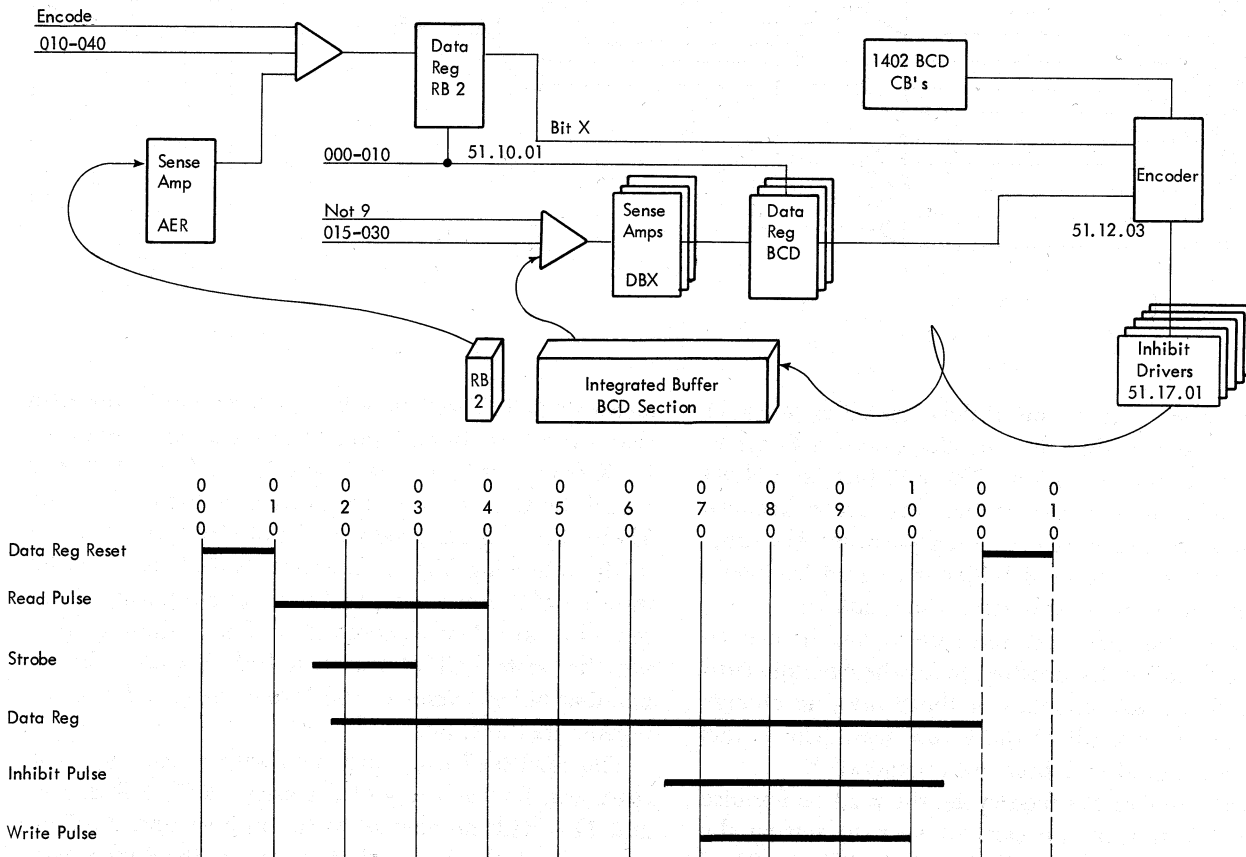 Encode
010-040
Data
Reg
RB 2
1402 BCD
CB's
Bit X
Sense
Amp
AER
000-010
51.10.01
Encoder
Not 9
015-030
Sense
Amps
DBX
Data
Reg
BCD
51.12.03
RB
2
Integrated Buffer
BCD Section
Inhibit
Drivers
51.17.01
0 0 0 0 0 0 0 0 0 0 1 0 0
0 1 2 3 4 5 6 7 8 9 0 0 1
0 0 0 0 0 0 0 0 0 0 0 0 0
Data Reg Reset
Read Pulse
Strobe
Data Reg
Inhibit Pulse
Write Pulse